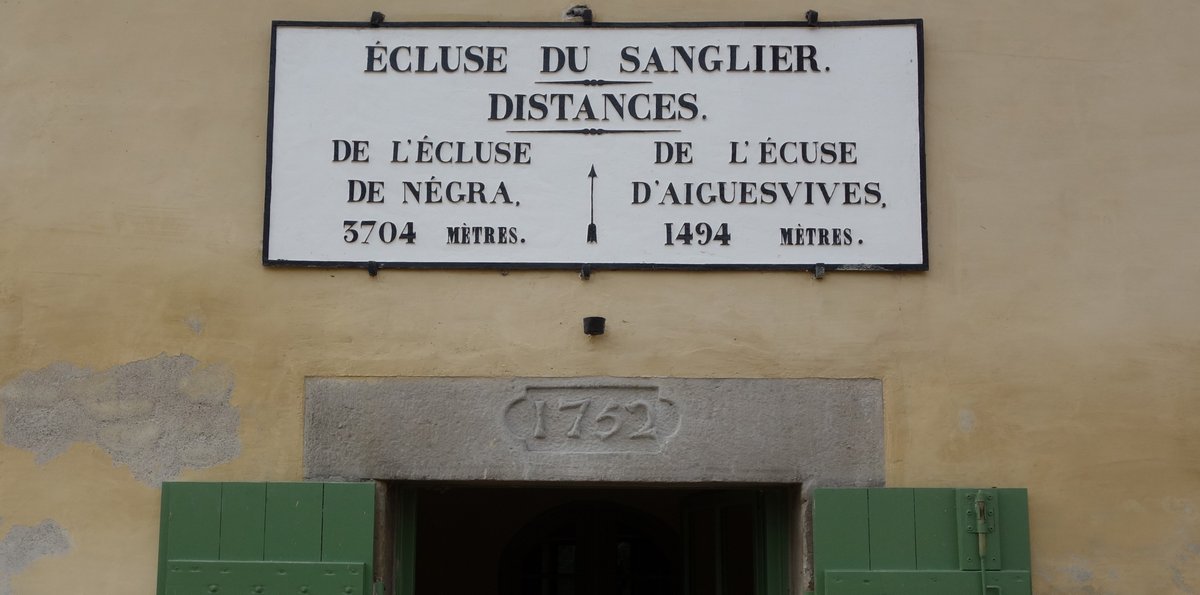 ÉCLUSE DU SANGLIER.
DISTANCES.
DE L'ÉCLUSE
DE NÉGRA,
3704 MÈTRES.
DE L'ÉCUSE
D'AIGUESVIVES,
1494 MÈTRES.
1752